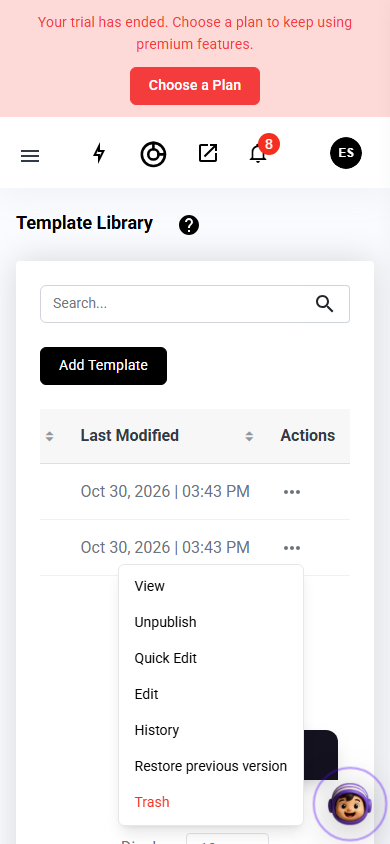 Your trial has ended. Choose a plan to keep using
premium features.
Choose a Plan
8
ES
Template Library
Search...
Add Template
Last Modified Actions
Oct 30, 2026 | 03:43 PM
Oct 30, 2026 | 03:43 PM
View
Unpublish
Quick Edit
Edit
History
Restore previous version
Trash